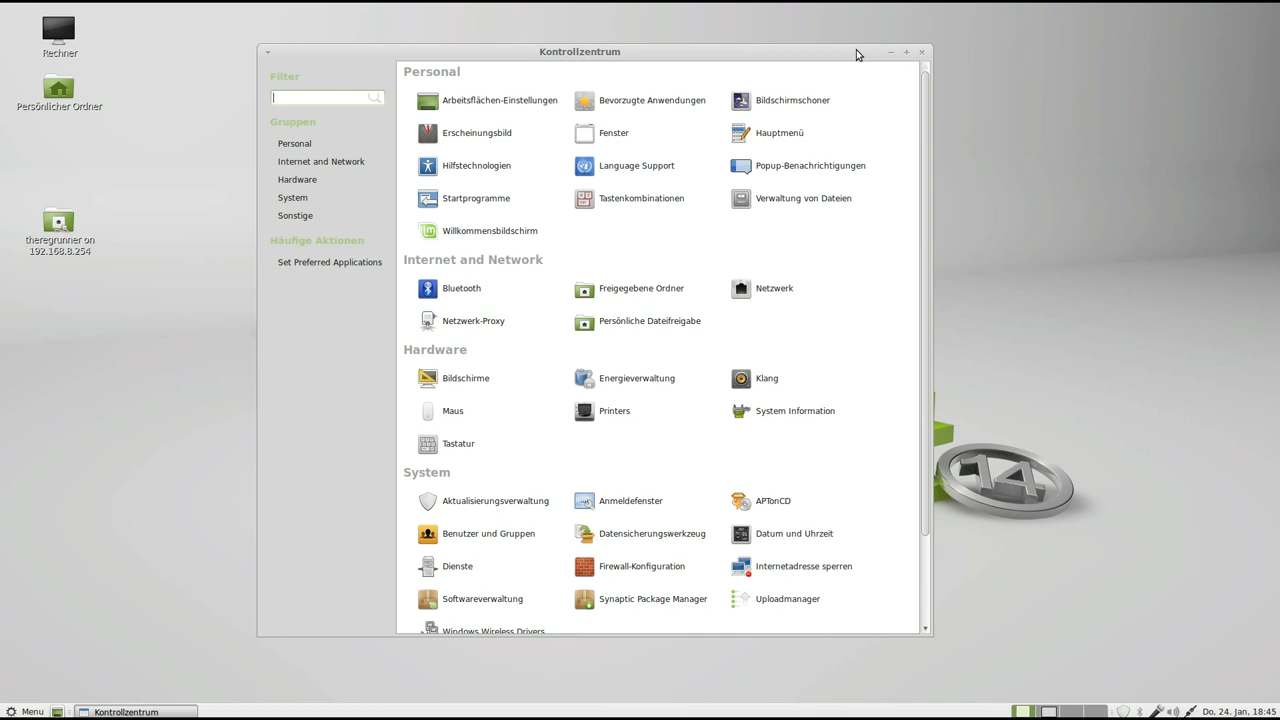 Rechner
Persönlicher Ordner
theregrunner on
192.168.8.254
Kontrollzentrum
Filter
Gruppen
Personal
Internet and Network
Hardware
System
Sonstige
Häufige Aktionen
Set Preferred Applications
Personal
Arbeitsflächen-Einstellungen Bevorzugte Anwendungen Bildschirmschoner
Erscheinungsbild Fenster Hauptmenü
Hilfstechnologien Language Support Popup-Benachrichtigungen
Startprogramme Tastenkombinationen Verwaltung von Dateien
Willkommensbildschirm
Internet and Network
Bluetooth Freigegebene Ordner Netzwerk
Netzwerk-Proxy Persönliche Dateifreigabe
Hardware
Bildschirme Energieverwaltung Klang
Maus Printers System Information
Tastatur
System
Aktualisierungsverwaltung Anmeldefenster APTonCD
Benutzer und Gruppen Datensicherungswerkzeug Datum und Uhrzeit
Dienste Firewall-Konfiguration Internetadresse sperren
Softwareverwaltung Synaptic Package Manager Uploadmanager
Windows Wireless Drivers
14
Menu Kontrollzentrum Do, 24. Jan, 18:45